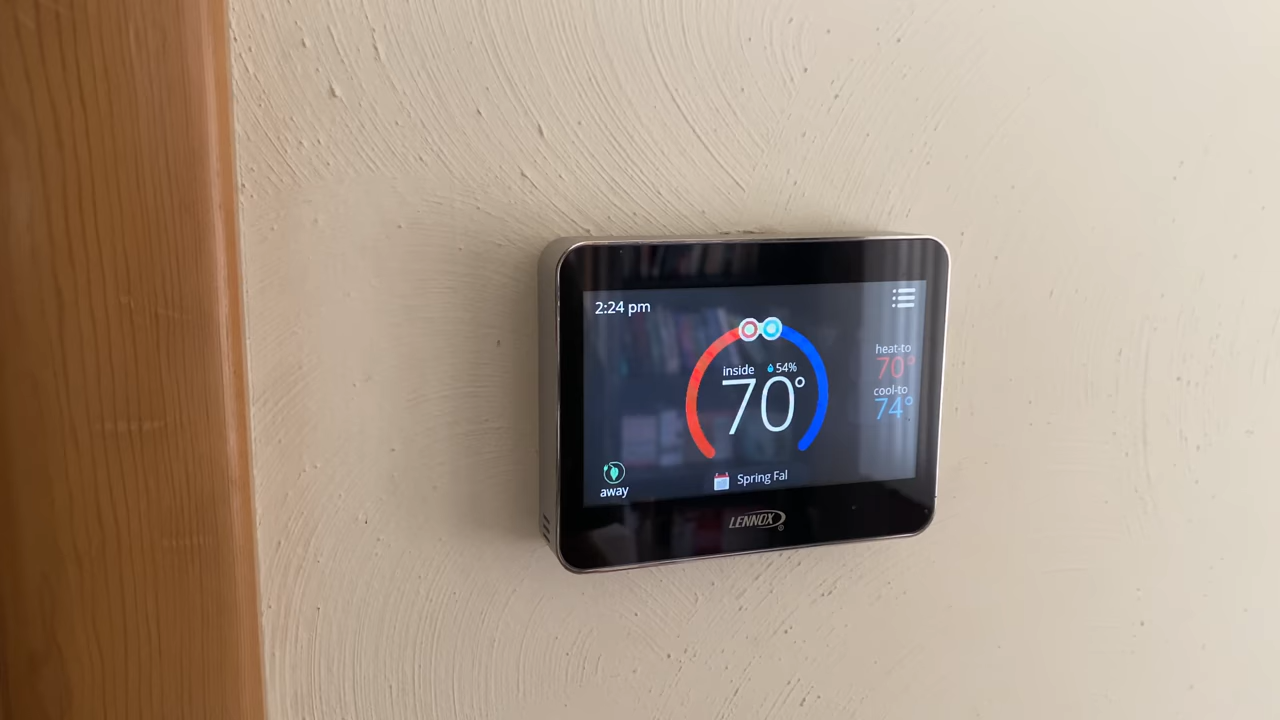 2:24 pm
inside 54%
70°
heat-to
70°
cool-to
74°
away
Spring Fal
LENNOX